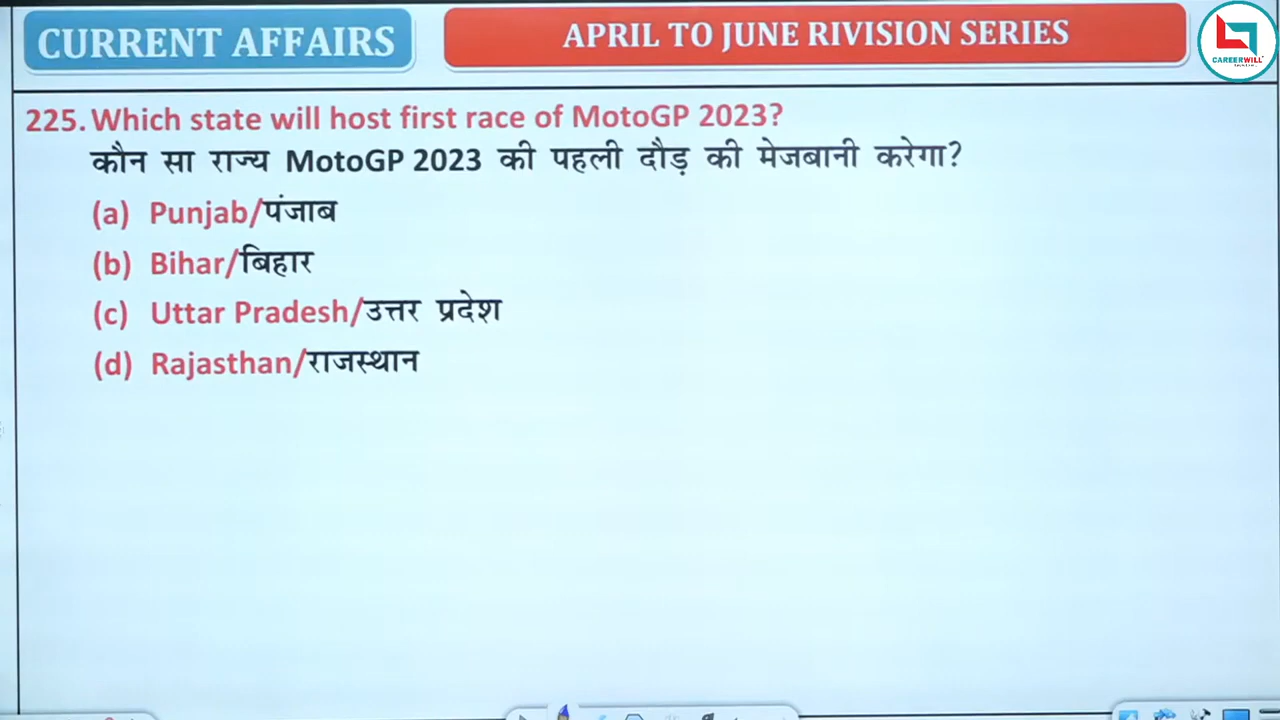 CURRENT AFFAIRS
APRIL TO JUNE RIVISION SERIES
CAREERWILL
225. Which state will host first race of MotoGP 2023?
कौन सा राज्य MotoGP 2023 की पहली दौड़ की मेजबानी करेगा?
(a) Punjab/पंजाब
(b) Bihar/बिहार
(c) Uttar Pradesh/उत्तर प्रदेश
(d) Rajasthan/राजस्थान